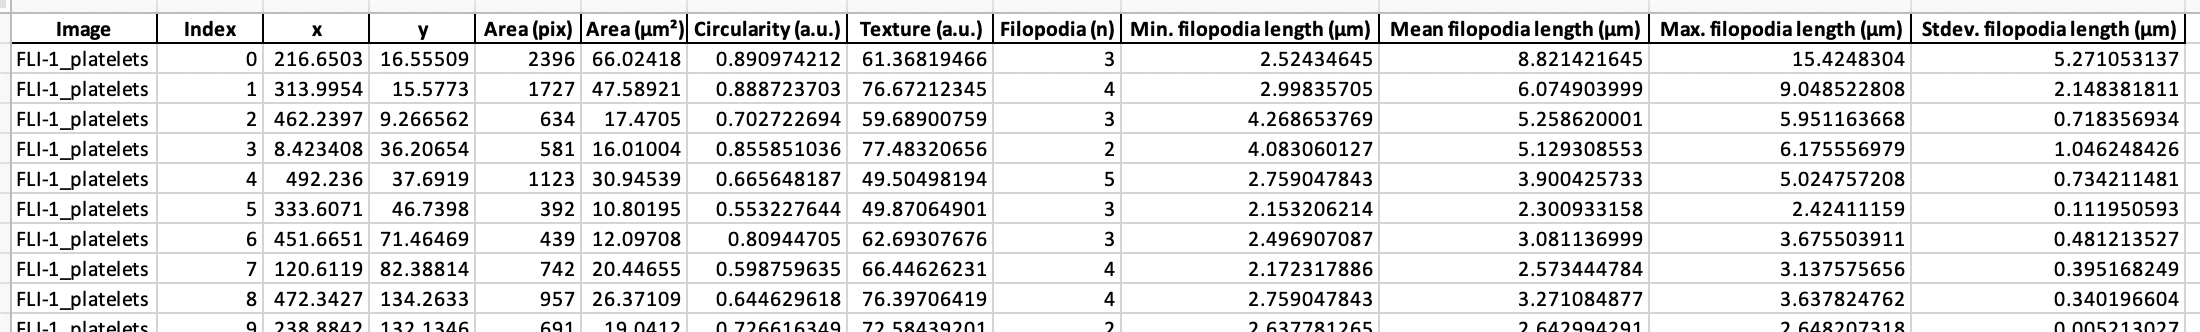 Image Index x y Area (pix) Area (μm²) Circularity (a.u.) Texture (a.u.) Filopodia (n) Min. filopodia length (μm) Mean filopodia length (μm) Max. filopodia length (μm) Stdev. filopodia length (μm)
FLI-1_platelets 0 216.6503 16.55509 2396 66.02418 0.890974212 61.36819466 3 2.52434645 8.821421645 15.4248304 5.271053137
FLI-1_platelets 1 313.9954 15.5773 1727 47.58921 0.888723703 76.67212345 4 2.99835705 6.074903999 9.048522808 2.148381811
FLI-1_platelets 2 462.2397 9.266562 634 17.4705 0.702722694 59.68900759 3 4.268653769 5.258620001 5.951163668 0.718356934
FLI-1_platelets 3 8.423408 36.20654 581 16.01004 0.855851036 77.48320656 2 4.083060127 5.129308553 6.175556979 1.046248426
FLI-1_platelets 4 492.236 37.6919 1123 30.94539 0.665648187 49.50498194 5 2.759047843 3.900425733 5.024757208 0.734211481
FLI-1_platelets 5 333.6071 46.7398 392 10.80195 0.553227644 49.87064901 3 2.153206214 2.300933158 2.42411159 0.111950593
FLI-1_platelets 6 451.6651 71.46469 439 12.09708 0.80944705 62.69307676 3 2.496907087 3.081136999 3.675503911 0.481213527
FLI-1_platelets 7 120.6119 82.38814 742 20.44655 0.598759635 66.44626231 4 2.172317886 2.573444784 3.137575656 0.395168249
FLI-1_platelets 8 472.3427 134.2633 957 26.37109 0.644629618 76.39706419 4 2.759047843 3.271084877 3.637824762 0.340196604
FLI-1_platelets 9 238.8842 132.1346 691 19.0412 0.726616349 72.58439201 2 2.637781265 2.642994291 2.648207318 0.005213027